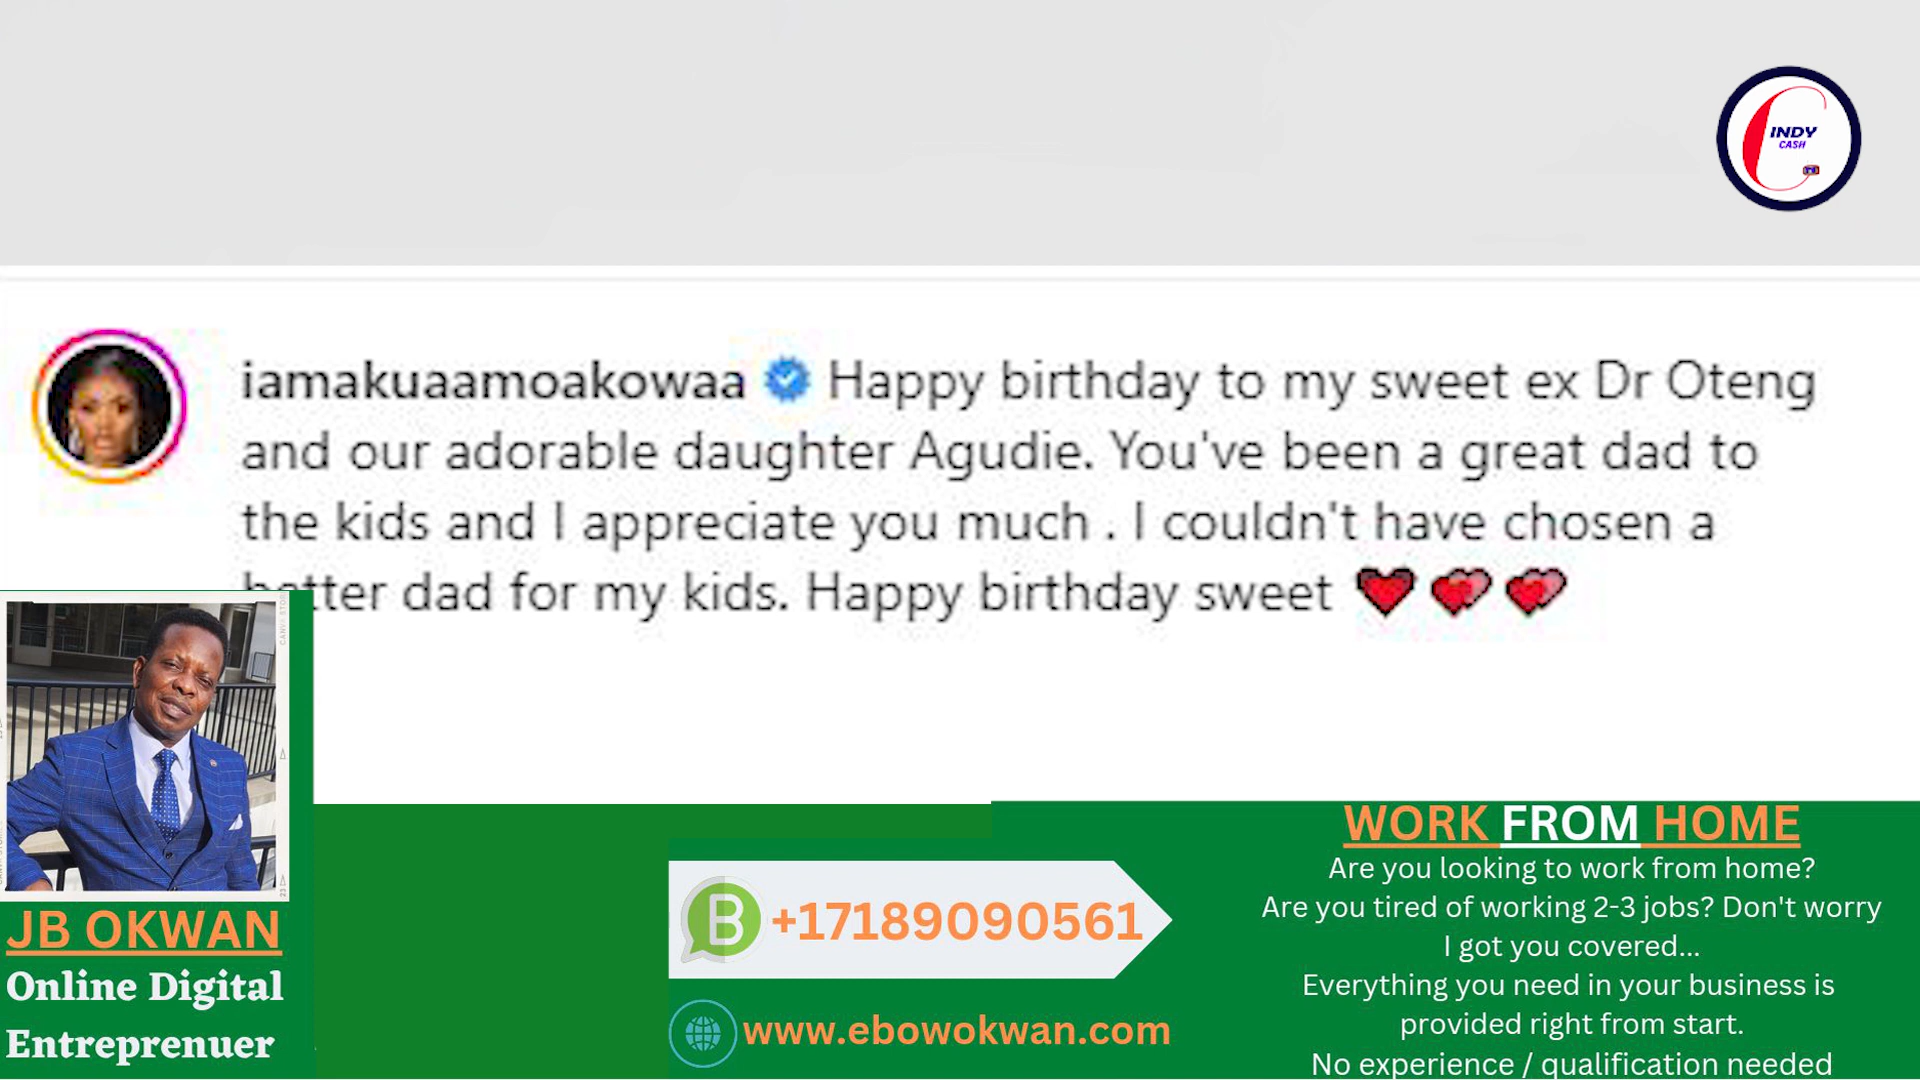 INDY
CASH
iamakuaamoakowaa Happy birthday to my sweet ex Dr Oteng
and our adorable daughter Agudie. You've been a great dad to
the kids and I appreciate you much . I couldn't have chosen a
better dad for my kids. Happy birthday sweet ❤️💕💕
JB OKWAN
Online Digital
Entreprenuer
B +17189090561
www.ebowokwan.com
WORK FROM HOME
Are you looking to work from home?
Are you tired of working 2-3 jobs? Don't worry
I got you covered...
Everything you need in your business is
provided right from start.
No experience / qualification needed